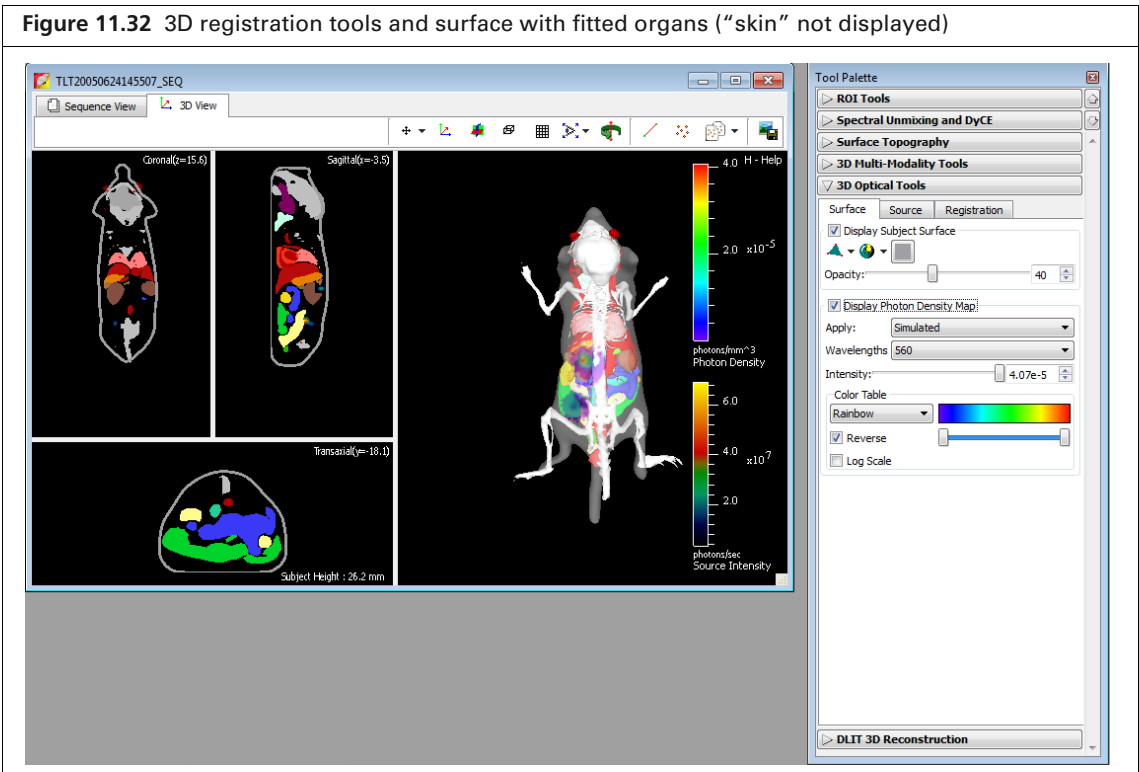 Figure 11.32 3D registration tools and surface with fitted organs (“skin” not displayed)
TLT20050624145507_SEQ
Sequence View
3D View
Coronal(z=15.6)
Sagittal(x=-3.5)
H - Help
4.0
2.0 x10-5
photons/mm^3
Photon Density
6.0
4.0 x10^7
2.0
photons/sec
Source Intensity
Transaxial(y=-18.1)
Subject Height : 26.2 mm
Tool Palette
ROI Tools
Spectral Unmixing and DyCE
Surface Topography
3D Multi-Modality Tools
3D Optical Tools
Surface Source Registration
Display Subject Surface
Opacity: 40
Display Photon Density Map
Apply: Simulated
Wavelengths 560
Intensity: 4.07e-5
Color Table
Rainbow
Reverse
Log Scale
DLIT 3D Reconstruction